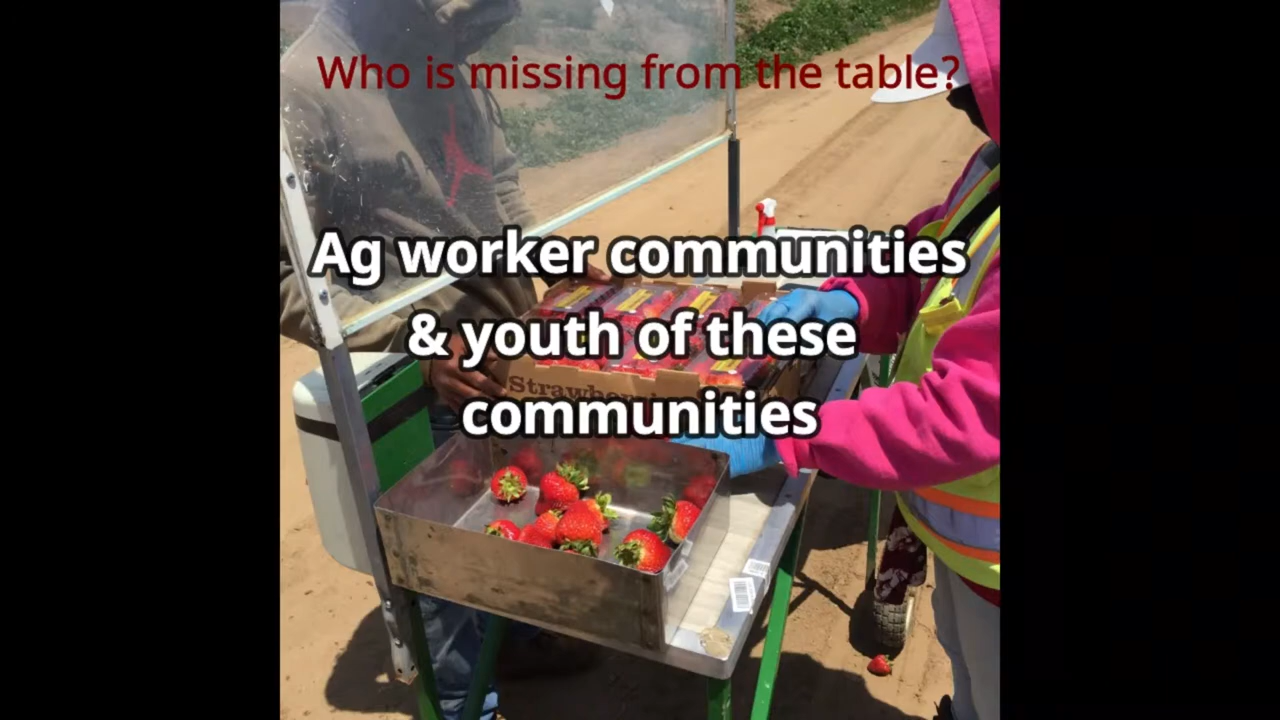 Who is missing from the table?
Ag worker communities
& youth of these
communities